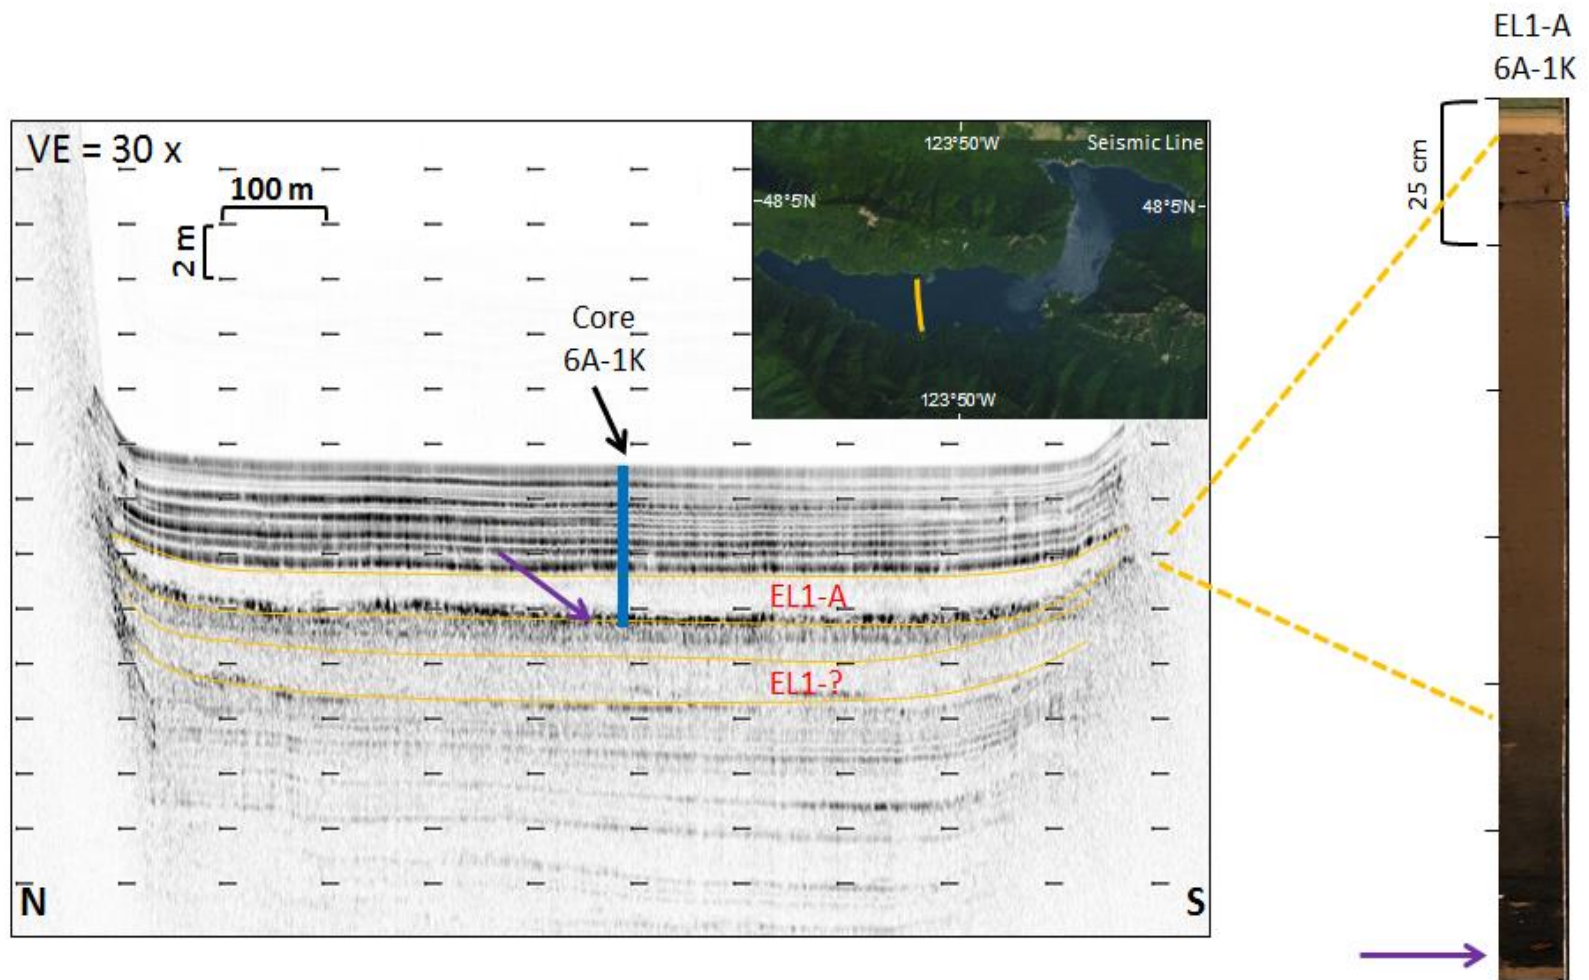 EL1-A
6A-1K
25 cm
VE = 30 x
100 m
2 m
Core
6A-1K
123°50'W
Seismic Line
48°5'N
48°5'N
123°50'W
EL1-A
EL1-?
N
S